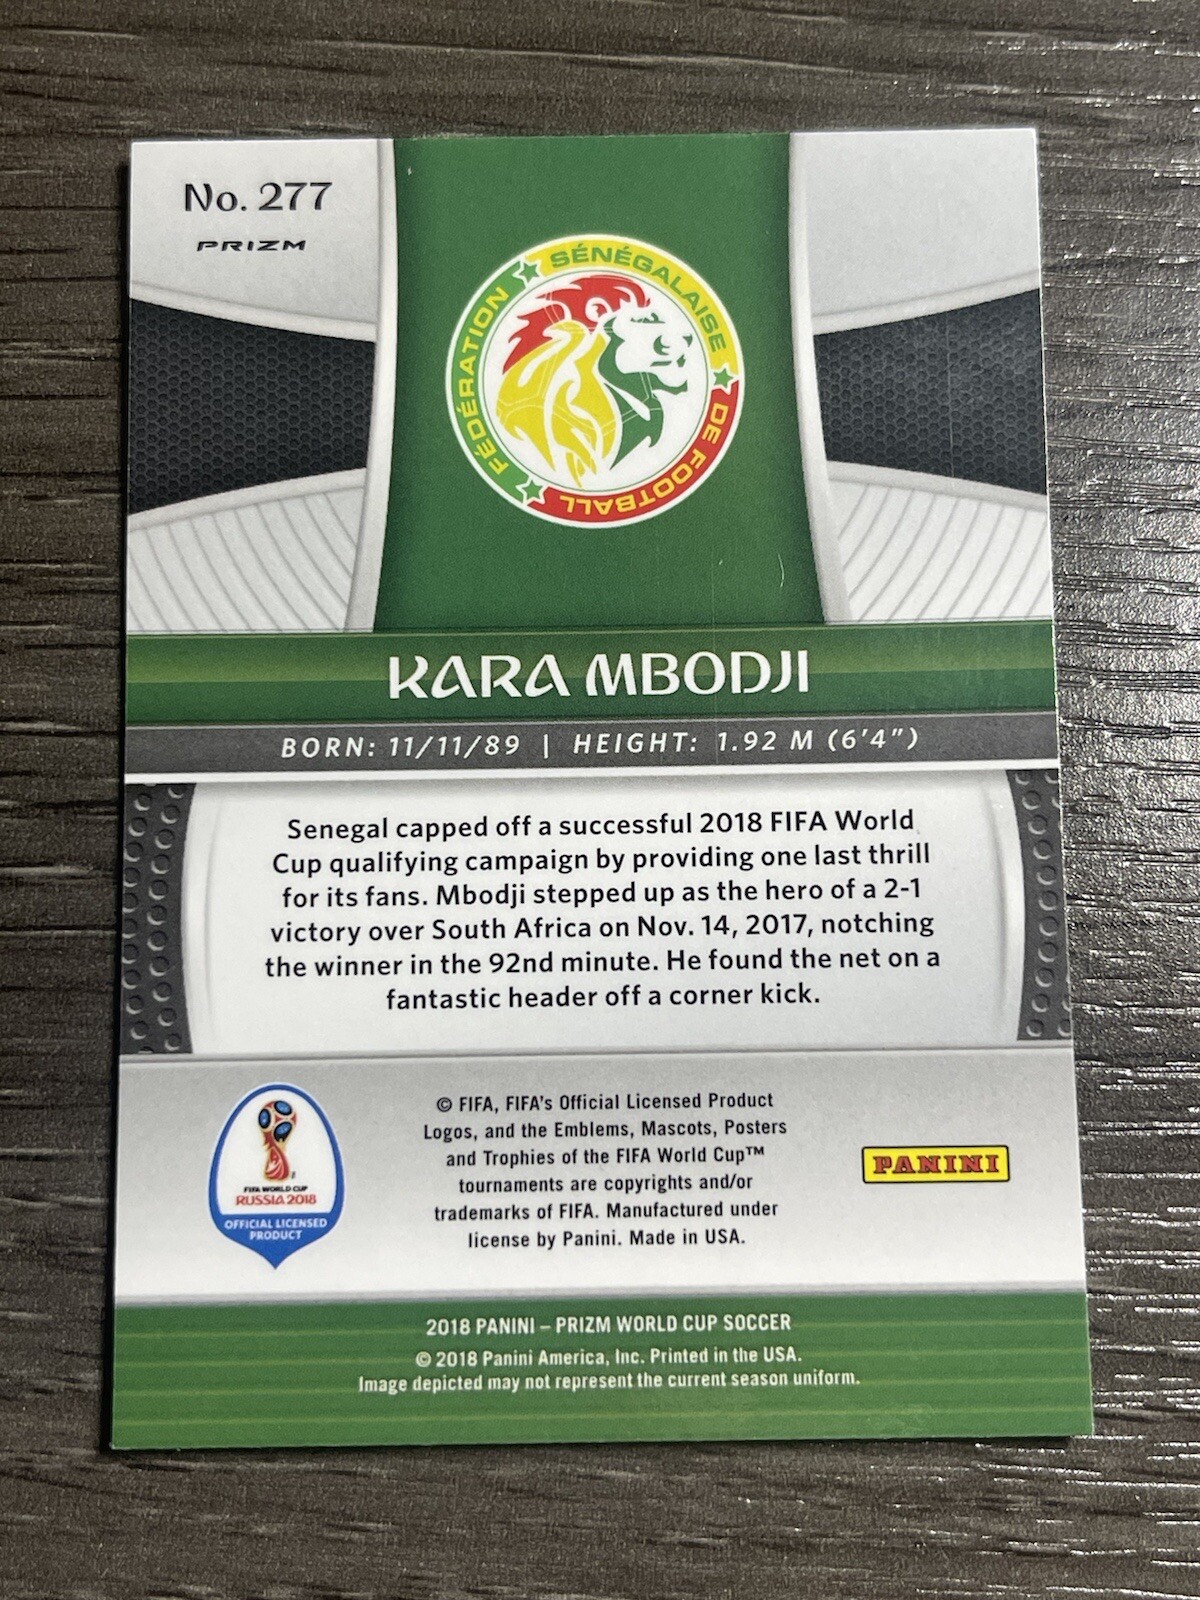 No. 277
PRIZM
FÉDÉRATION SÉNÉGALAISE DE FOOTBALL
KARA MBODJI
BORN: 11/11/89 | HEIGHT: 1.92 M (6'4")
Senegal capped off a successful 2018 FIFA World
Cup qualifying campaign by providing one last thrill
for its fans. Mbodji stepped up as the hero of a 2-1
victory over South Africa on Nov. 14, 2017, notching
the winner in the 92nd minute. He found the net on a
fantastic header off a corner kick.
FIFA WORLD CUP
RUSSIA 2018
OFFICIAL LICENSED
PRODUCT
© FIFA, FIFA's Official Licensed Product
Logos, and the Emblems, Mascots, Posters
and Trophies of the FIFA World Cup™
tournaments are copyrights and/or
trademarks of FIFA. Manufactured under
license by Panini. Made in USA.
PANINI
2018 PANINI – PRIZM WORLD CUP SOCCER
© 2018 Panini America, Inc. Printed in the USA.
Image depicted may not represent the current season uniform.